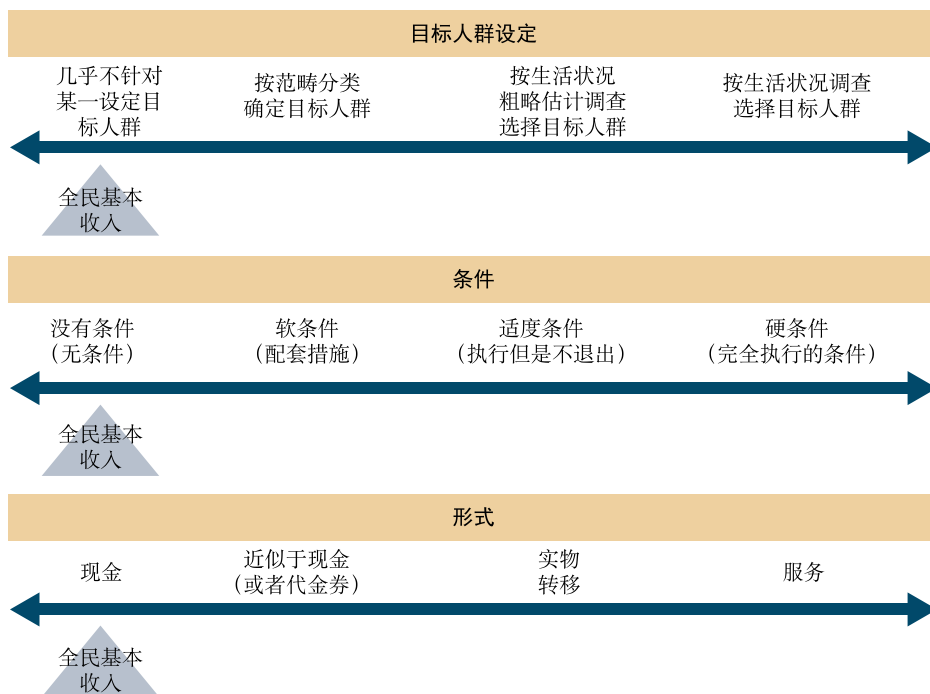 目标人群设定
几乎不针对
某一设定目
标人群
按范畴分类
确定目标人群
按生活状况
粗略估计调查
选择目标人群
按生活状况调查
选择目标人群
全民基本
收入
条件
没有条件
（无条件）
软条件
（配套措施）
适度条件
（执行但是不退出）
硬条件
（完全执行的条件）
全民基本
收入
形式
现金
近似于现金
（或者代金券）
实物
转移
服务
全民基本
收入